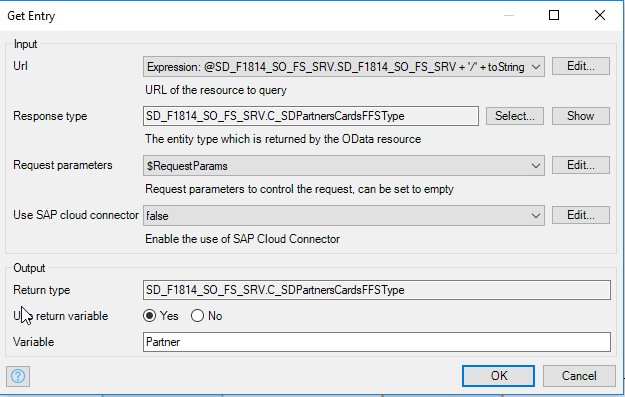 Get Entry
Input
Url
Expression: @SD_F1814_SO_FS_SRV.SD_F1814_SO_FS_SRV + '/' + toString
Edit...
URL of the resource to query
Response type
SD_F1814_SO_FS_SRV.C_SDPartnersCardsFFSType
Select...
Show
The entity type which is returned by the OData resource
Request parameters
$RequestParams
Edit...
Request parameters to control the request, can be set to empty
Use SAP cloud connector
false
Edit...
Enable the use of SAP Cloud Connector
Output
Return type
SD_F1814_SO_FS_SRV.C_SDPartnersCardsFFSType
return variable
Yes
No
Variable
Partner
?
OK
Cancel